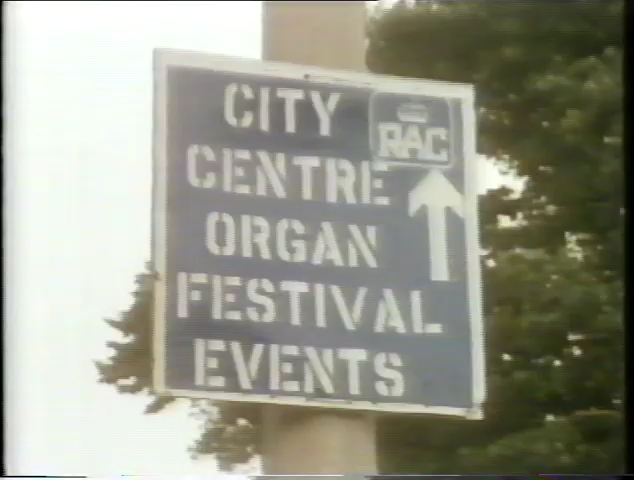 CITY
RAC
CENTRE
ORGAN
FESTIVAL
EVENTS